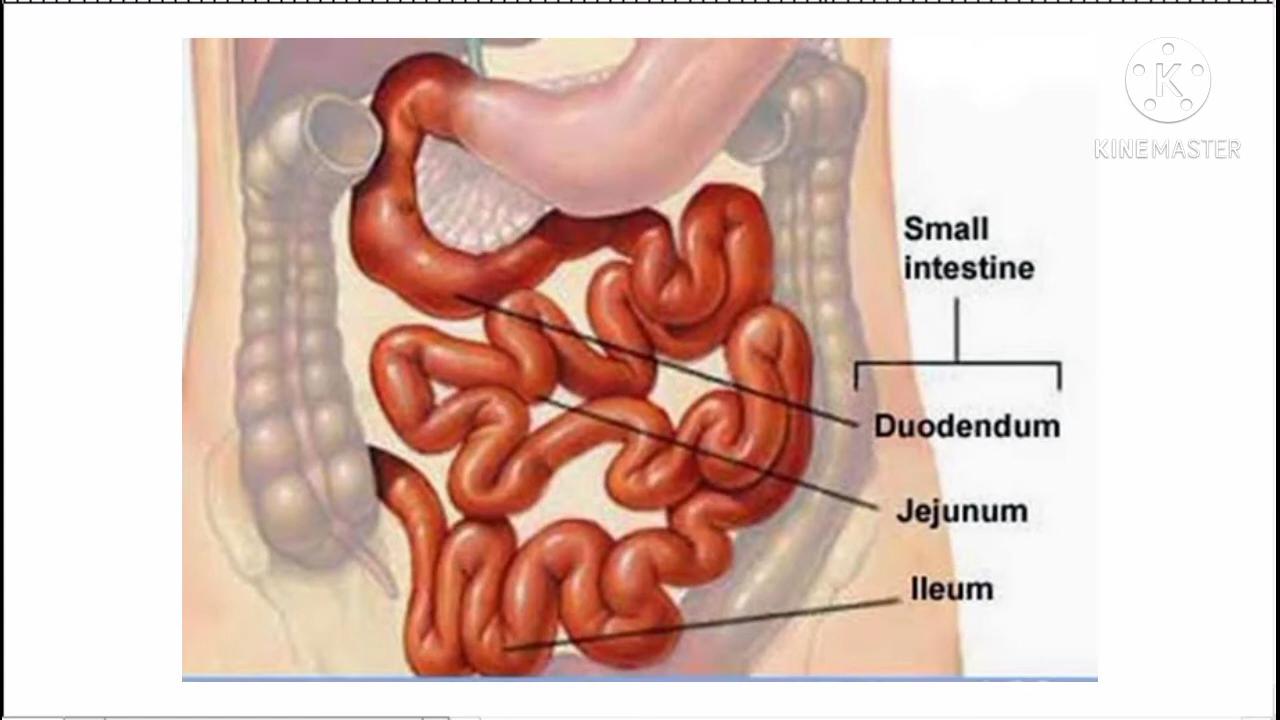 K
KINEMASTER
Small
intestine
Duodendum
Jejunum
Ileum